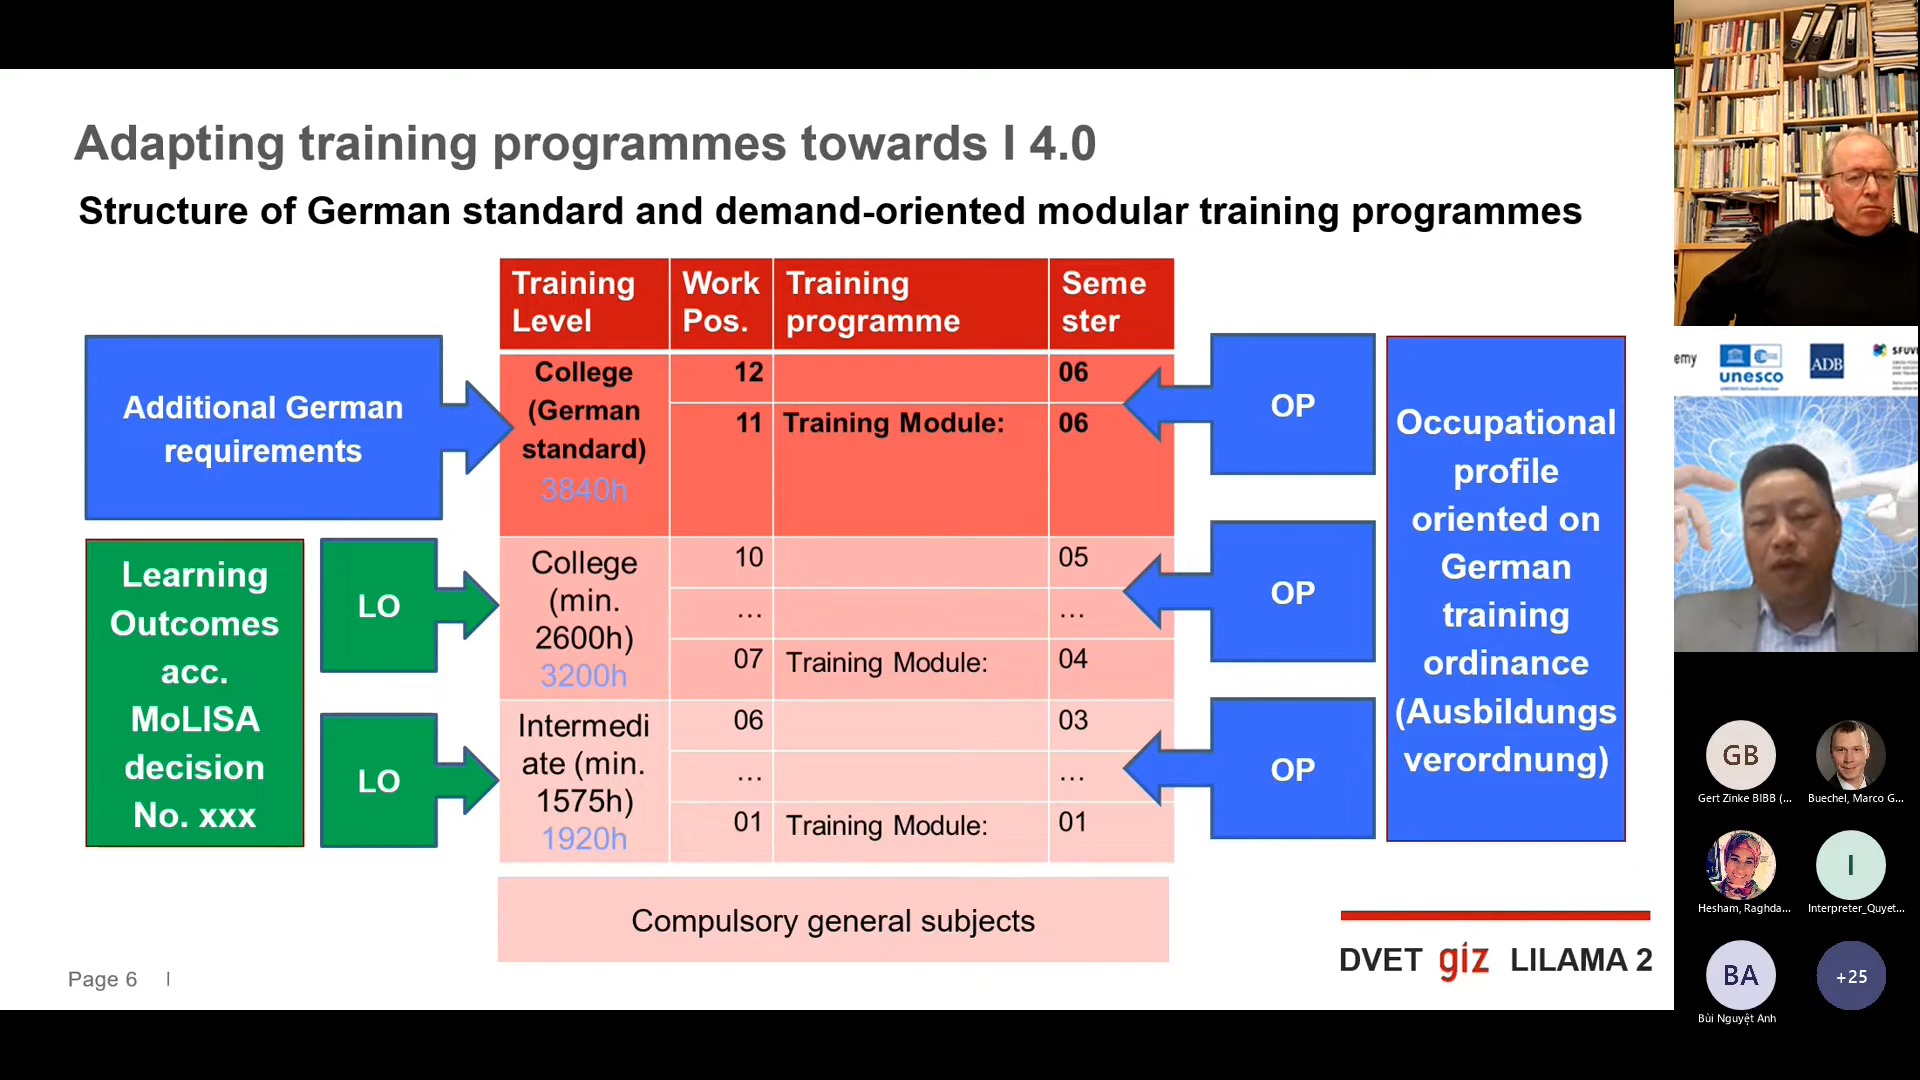 Adapting training programmes towards I 4.0
Structure of German standard and demand-oriented modular training programmes
Additional German
requirements
Learning
Outcomes
acc.
MoLISA
decision
No. xxx
LO
LO
Training
Level
Work
Pos.
Training
programme
Seme
ster
College
(German
standard)
3840h
12
06
11
Training Module:
06
College
(min.
2600h)
3200h
10
05
...
...
07
Training Module:
04
Intermedi
ate (min.
1575h)
1920h
06
03
...
...
01
Training Module:
01
Compulsory general subjects
OP
OP
OP
Occupational
profile
oriented on
German
training
ordinance
(Ausbildungs
verordnung)
Page 6 I
DVET giz LILAMA 2
emy
unesco
ADB
SFUV
GB
Gert Zinke BIBB (...
Buechel, Marco G...
Hesham, Raghda...
I
Interpreter_Quyet...
BA
Bùi Nguyệt Anh
+25